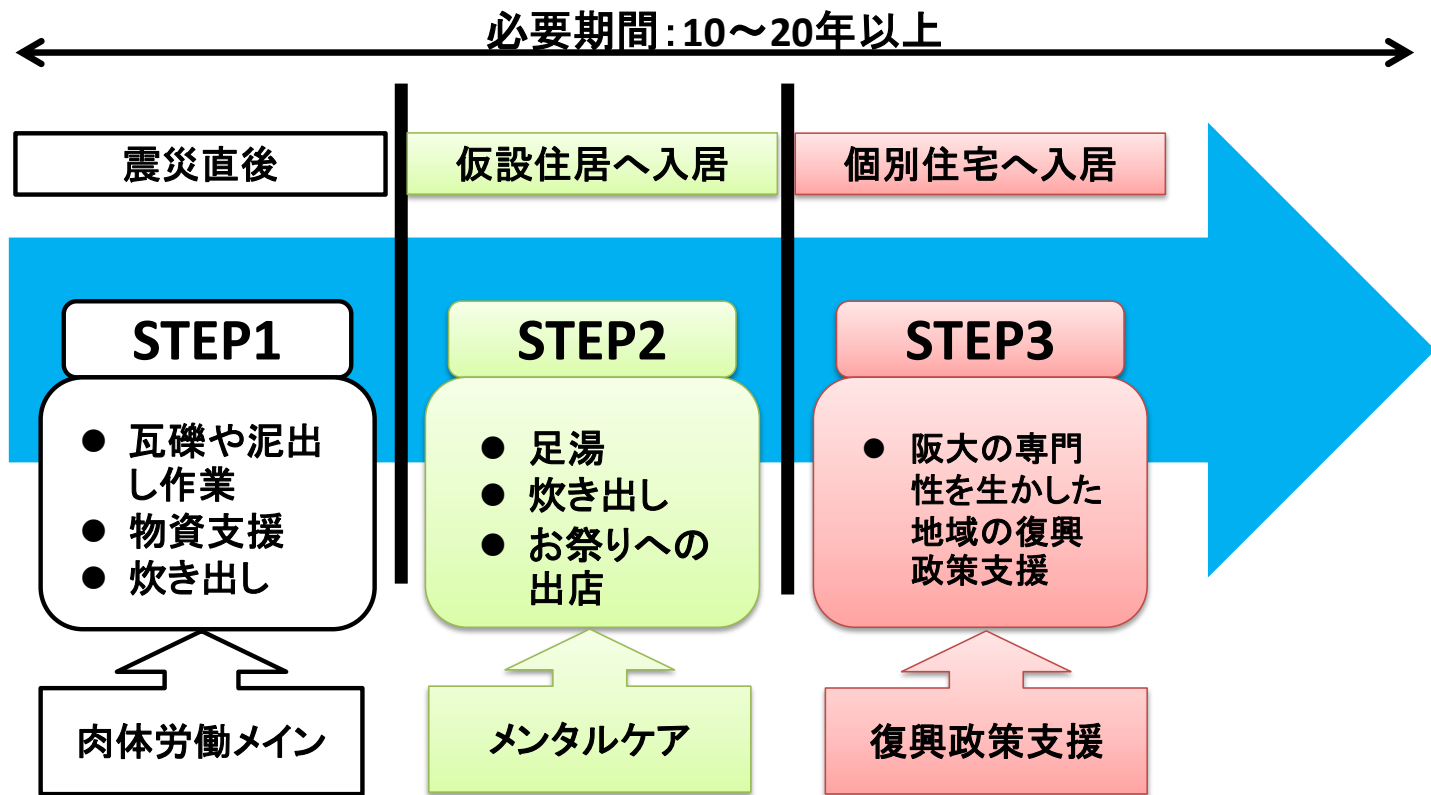 必要期間：10～20年以上
震災直後
仮設住居へ入居
個別住宅へ入居
STEP1
● 瓦礫や泥出
し作業
● 物資支援
● 炊き出し
肉体労働メイン
STEP2
● 足湯
● 炊き出し
● お祭りへの
出店
メンタルケア
STEP3
● 阪大の専門
性を生かした
地域の復興
政策支援
復興政策支援